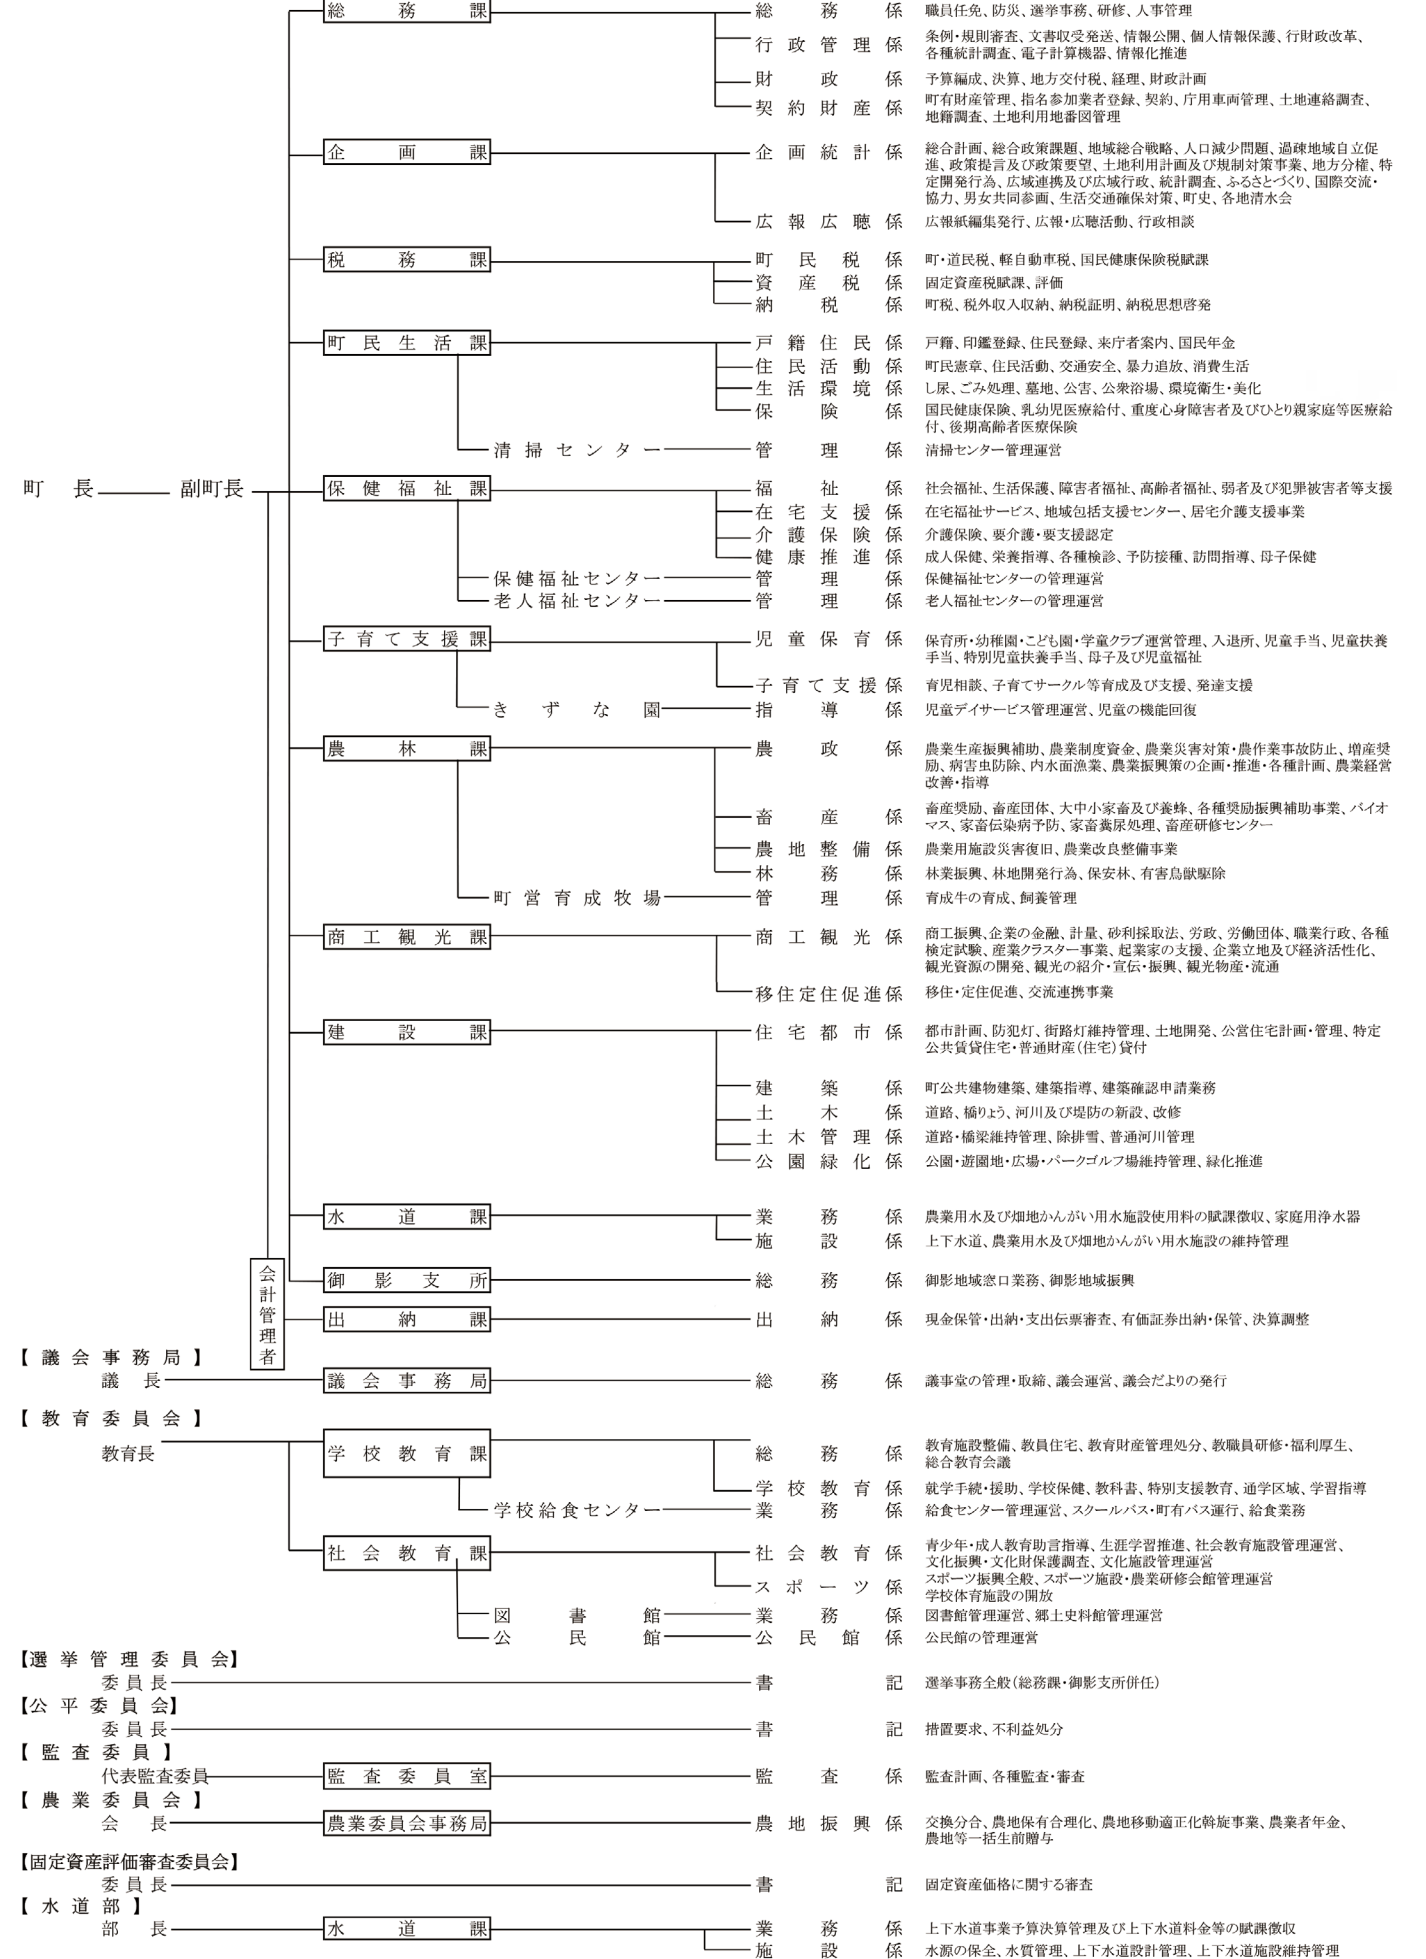 総務課 総務係 職員任免、防災、選挙事務、研修、人事管理
行政管理係 条例・規則審査、文書収受発送、情報公開、個人情報保護、行財政改革、
各種統計調査、電子計算機器、情報化推進
財政係 予算編成、決算、地方交付税、経理、財政計画
契約財産係 町有財産管理、指名参加業者登録、契約、庁用車両管理、土地連絡調査、
地籍調査、土地利用地番図管理
企画課 企画統計係 総合計画、総合政策課題、地域総合戦略、人口減少問題、過疎地域自立促
進、政策提言及び政策要望、土地利用計画及び規制対策事業、地方分権、特
定開発行為、広域連携及び広域行政、統計調査、ふるさとづくり、国際交流・
協力、男女共同参画、生活交通確保対策、町史、各地清水会
広報広聴係 広報紙編集発行、広報・広聴活動、行政相談
税務課 町民税係 町・道民税、軽自動車税、国民健康保険税賦課
資産税係 固定資産税賦課、評価
納税係 町税、税外収入収納、納税証明、納税思想啓発
町民生活課 戸籍住民係 戸籍、印鑑登録、住民登録、来庁者案内、国民年金
住民活動係 町民憲章、住民活動、交通安全、暴力追放、消費生活
生活環境係 し尿、ごみ処理、墓地、公害、公衆浴場、環境衛生・美化
保険係 国民健康保険、乳幼児医療給付、重度心身障害者及びひとり親家庭等医療給
付、後期高齢者医療保険
清掃センター 管理係 清掃センター管理運営
町長 副町長 保健福祉課 福祉係 社会福祉、生活保護、障害者福祉、高齢者福祉、弱者及び犯罪被害者等支援
在宅支援係 在宅福祉サービス、地域包括支援センター、居宅介護支援事業
介護保険係 介護保険、要介護・要支援認定
健康推進係 成人保健、栄養指導、各種検診、予防接種、訪問指導、母子保健
保健福祉センター 管理係 保健福祉センターの管理運営
老人福祉センター 管理係 老人福祉センターの管理運営
子育て支援課 児童保育係 保育所・幼稚園・こども園・学童クラブ運営管理、入退所、児童手当、児童扶養
手当、特別児童扶養手当、母子及び児童福祉
子育て支援係 育児相談、子育てサークル等育成及び支援、発達支援
きずな園 指導係 児童デイサービス管理運営、児童の機能回復
農林課 農政係 農業生産振興補助、農業制度資金、農業災害対策・農作業事故防止、増産奨
励、病害虫防除、内水面漁業、農業振興策の企画・推進・各種計画、農業経営
改善・指導
畜産係 畜産奨励、畜産団体、大中小家畜及び養蜂、各種奨励振興補助事業、バイオ
マス、家畜伝染病予防、家畜糞尿処理、畜産研修センター
農地整備係 農業用施設災害復旧、農業改良整備事業
林務係 林業振興、林地開発行為、保安林、有害鳥獣駆除
町営育成牧場 管理係 育成牛の育成、飼養管理
商工観光課 商工観光係 商工振興、企業の金融、計量、砂利採取法、労政、労働団体、職業行政、各種
検定試験、産業クラスター事業、起業家の支援、企業立地及び経済活性化、
観光資源の開発、観光の紹介・宣伝・振興、観光物産・流通
移住定住促進係 移住・定住促進、交流連携事業
建設課 住宅都市係 都市計画、防犯灯、街路灯維持管理、土地開発、公営住宅計画・管理、特定
公共賃貸住宅・普通財産（住宅）貸付
建築係 町公共建物建築、建築指導、建築確認申請業務
土木係 道路、橋りょう、河川及び堤防の新設、改修
土木管理係 道路・橋梁維持管理、除排雪、普通河川管理
公園緑化係 公園・遊園地・広場・パークゴルフ場維持管理、緑化推進
水道課 業務係 農業用水及び畑地かんがい用水施設使用料の賦課徴収、家庭用浄水器
施設係 上下水道、農業用水及び畑地かんがい用水施設の維持管理
会計管理者
御影支所 総務係 御影地域窓口業務、御影地域振興
出納課 出納係 現金保管・出納・支出伝票審査、有価証券出納・保管、決算調整
【議会事務局】
議長 議会事務局 総務係 議事堂の管理・取締、議会運営、議会だよりの発行
【教育委員会】
教育長 学校教育課 総務係 教育施設整備、教員住宅、教育財産管理処分、教職員研修・福利厚生、
総合教育会議
学校教育係 就学手続・援助、学校保健、教科書、特別支援教育、通学区域、学習指導
学校給食センター 業務係 給食センター管理運営、スクールバス・町有バス運行、給食業務
社会教育課 社会教育係 青少年・成人教育助言指導、生涯学習推進、社会教育施設管理運営、
文化振興・文化財保護調査、文化施設管理運営
スポーツ係 スポーツ振興全般、スポーツ施設・農業研修会館管理運営
学校体育施設の開放
図書館 業務係 図書館管理運営、郷土史料館管理運営
公民館 公民館係 公民館の管理運営
【選挙管理委員会】
委員長 書記 選挙事務全般（総務課・御影支所併任）
【公平委員会】
委員長 書記 措置要求、不利益処分
【監査委員】
代表監査委員 監査委員室 監査係 監査計画、各種監査・審査
【農業委員会】
会長 農業委員会事務局 農地振興係 交換分合、農地保有合理化、農地移動適正化斡旋事業、農業者年金、
農地等一括生前贈与
【固定資産評価審査委員会】
委員長 書記 固定資産価格に関する審査
【水道部】
部長 水道課 業務係 上下水道事業予算決算管理及び上下水道料金等の賦課徴収
施設係 水源の保全、水質管理、上下水道設計管理、上下水道施設維持管理